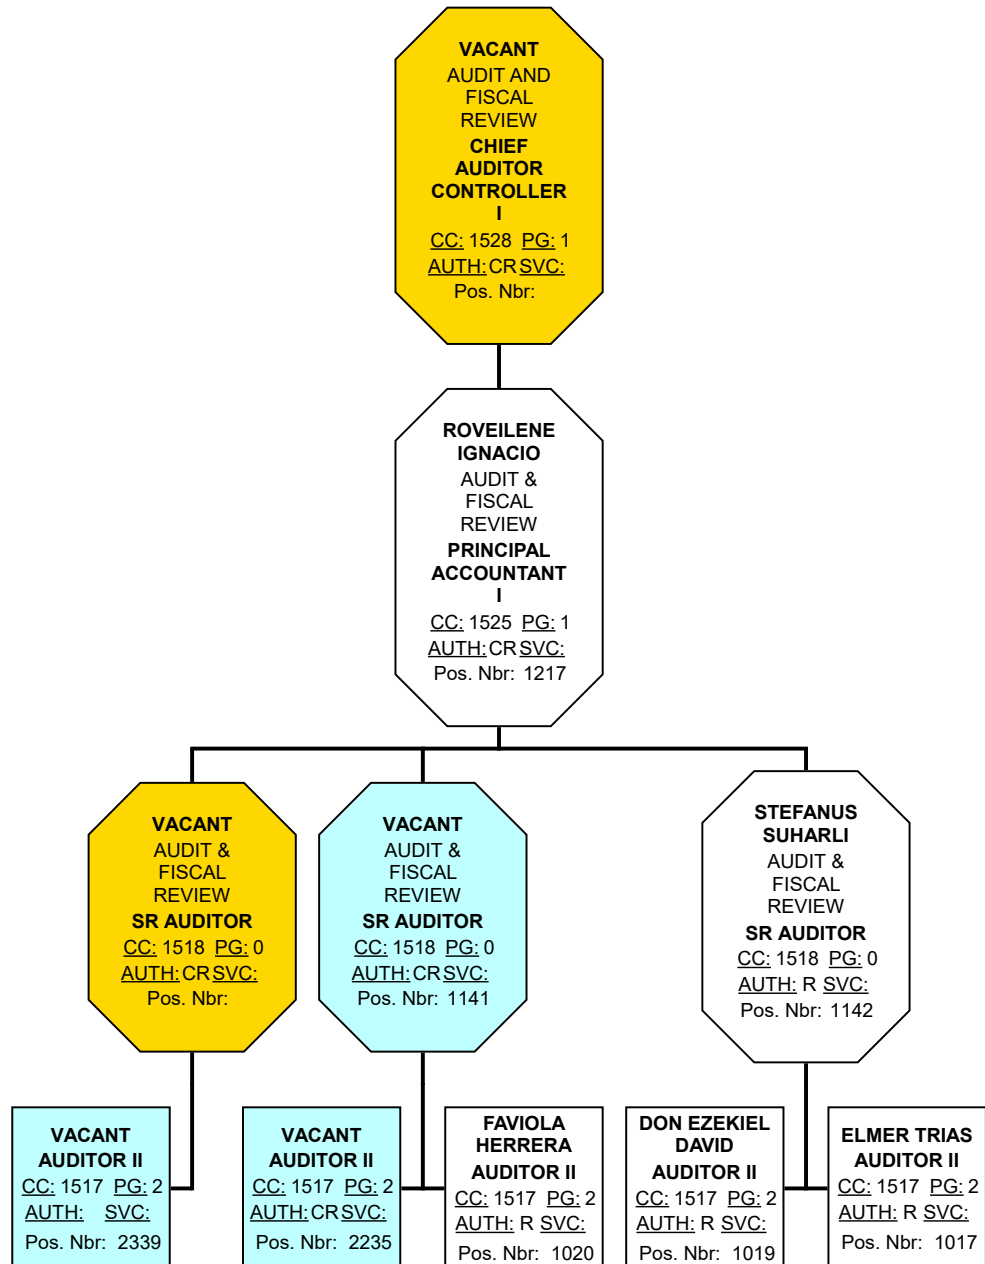 VACANT
AUDIT AND
FISCAL
REVIEW
CHIEF
AUDITOR
CONTROLLER
I
CC: 1528 PG: 1
AUTH: CR SVC:
Pos. Nbr:
ROVEILENE
IGNACIO
AUDIT &
FISCAL
REVIEW
PRINCIPAL
ACCOUNTANT
I
CC: 1525 PG: 1
AUTH: CR SVC:
Pos. Nbr: 1217
VACANT
AUDIT &
FISCAL
REVIEW
SR AUDITOR
CC: 1518 PG: 0
AUTH: CR SVC:
Pos. Nbr:
VACANT
AUDIT &
FISCAL
REVIEW
SR AUDITOR
CC: 1518 PG: 0
AUTH: CR SVC:
Pos. Nbr: 1141
STEFANUS
SUHARLI
AUDIT &
FISCAL
REVIEW
SR AUDITOR
CC: 1518 PG: 0
AUTH: R SVC:
Pos. Nbr: 1142
VACANT
AUDITOR II
CC: 1517 PG: 2
AUTH: SVC:
Pos. Nbr: 2339
VACANT
AUDITOR II
CC: 1517 PG: 2
AUTH: CR SVC:
Pos. Nbr: 2235
FAVIOLA
HERRERA
AUDITOR II
CC: 1517 PG: 2
AUTH: R SVC:
Pos. Nbr: 1020
DON EZEKIEL
DAVID
AUDITOR II
CC: 1517 PG: 2
AUTH: R SVC:
Pos. Nbr: 1019
ELMER TRIAS
AUDITOR II
CC: 1517 PG: 2
AUTH: R SVC:
Pos. Nbr: 1017